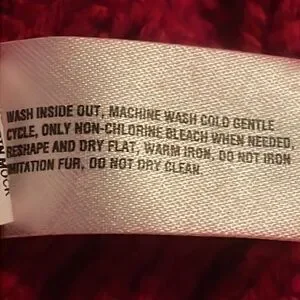 WASH INSIDE OUT, MACHINE WASH COLD GENTLE
CYCLE, ONLY NON-CHLORINE BLEACH WHEN NEEDED,
RESHAPE AND DRY FLAT, WARM IRON, DO NOT IRON
IMITATION FUR, DO NOT DRY CLEAN.
MOCK